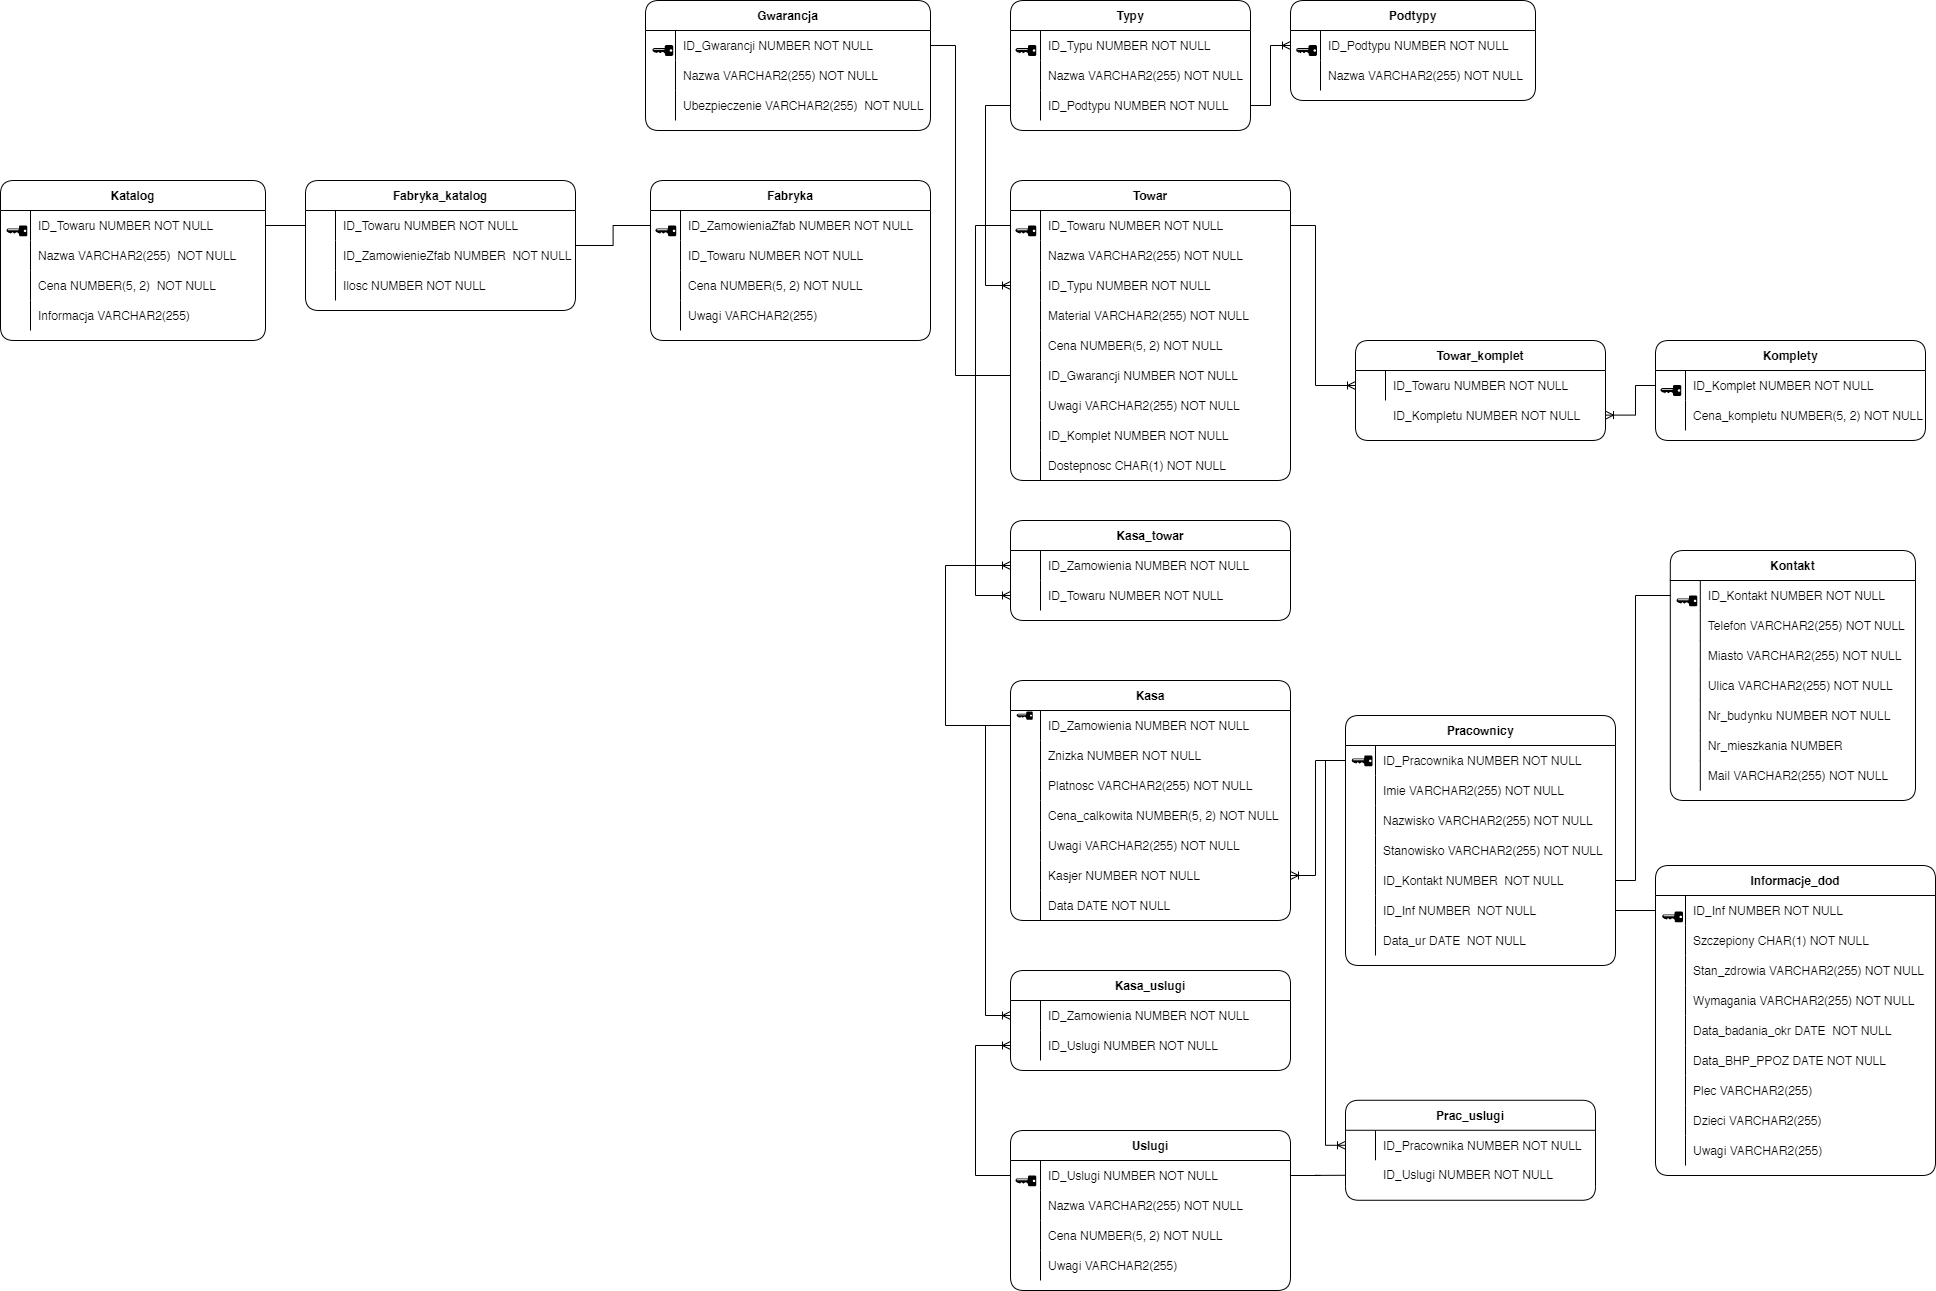 Gwarancja
ID_Gwarancji NUMBER NOT NULL
Nazwa VARCHAR2(255) NOT NULL
Ubezpieczenie VARCHAR2(255)  NOT NULL
Typy
ID_Typu NUMBER NOT NULL
Nazwa VARCHAR2(255) NOT NULL
ID_Podtypu NUMBER NOT NULL
Podtypy
ID_Podtypu NUMBER NOT NULL
Nazwa VARCHAR2(255) NOT NULL
Katalog
ID_Towaru NUMBER NOT NULL
Nazwa VARCHAR2(255)  NOT NULL
Cena NUMBER(5, 2)  NOT NULL
Informacja VARCHAR2(255)
Fabryka_katalog
ID_Towaru NUMBER NOT NULL
ID_ZamowienieZfab NUMBER  NOT NULL
Ilosc NUMBER NOT NULL
Fabryka
ID_ZamowieniaZfab NUMBER NOT NULL
ID_Towaru NUMBER NOT NULL
Cena NUMBER(5, 2) NOT NULL
Uwagi VARCHAR2(255)
Towar
ID_Towaru NUMBER NOT NULL
Nazwa VARCHAR2(255) NOT NULL
ID_Typu NUMBER NOT NULL
Material VARCHAR2(255) NOT NULL
Cena NUMBER(5, 2) NOT NULL
ID_Gwarancji NUMBER NOT NULL
Uwagi VARCHAR2(255) NOT NULL
ID_Komplet NUMBER NOT NULL
Dostepnosc CHAR(1) NOT NULL
Towar_komplet
ID_Towaru NUMBER NOT NULL
ID_Kompletu NUMBER NOT NULL
Komplety
ID_Komplet NUMBER NOT NULL
Cena_kompletu NUMBER(5, 2) NOT NULL
Kasa_towar
ID_Zamowienia NUMBER NOT NULL
ID_Towaru NUMBER NOT NULL
Kasa
ID_Zamowienia NUMBER NOT NULL
Znizka NUMBER NOT NULL
Platnosc VARCHAR2(255) NOT NULL
Cena_calkowita NUMBER(5, 2) NOT NULL
Uwagi VARCHAR2(255) NOT NULL
Kasjer NUMBER NOT NULL
Data DATE NOT NULL
Pracownicy
ID_Pracownika NUMBER NOT NULL
Imie VARCHAR2(255) NOT NULL
Nazwisko VARCHAR2(255) NOT NULL
Stanowisko VARCHAR2(255) NOT NULL
ID_Kontakt NUMBER  NOT NULL
ID_Inf NUMBER  NOT NULL
Data_ur DATE  NOT NULL
Kontakt
ID_Kontakt NUMBER NOT NULL
Telefon VARCHAR2(255) NOT NULL
Miasto VARCHAR2(255) NOT NULL
Ulica VARCHAR2(255) NOT NULL
Nr_budynku NUMBER NOT NULL
Nr_mieszkania NUMBER
Mail VARCHAR2(255) NOT NULL
Informacje_dod
ID_Inf NUMBER NOT NULL
Szczepiony CHAR(1) NOT NULL
Stan_zdrowia VARCHAR2(255) NOT NULL
Wymagania VARCHAR2(255) NOT NULL
Data_badania_okr DATE  NOT NULL
Data_BHP_PPOZ DATE NOT NULL
Plec VARCHAR2(255)
Dzieci VARCHAR2(255)
Uwagi VARCHAR2(255)
Kasa_uslugi
ID_Zamowienia NUMBER NOT NULL
ID_Uslugi NUMBER NOT NULL
Uslugi
ID_Uslugi NUMBER NOT NULL
Nazwa VARCHAR2(255) NOT NULL
Cena NUMBER(5, 2) NOT NULL
Uwagi VARCHAR2(255)
Prac_uslugi
ID_Pracownika NUMBER NOT NULL
ID_Uslugi NUMBER NOT NULL